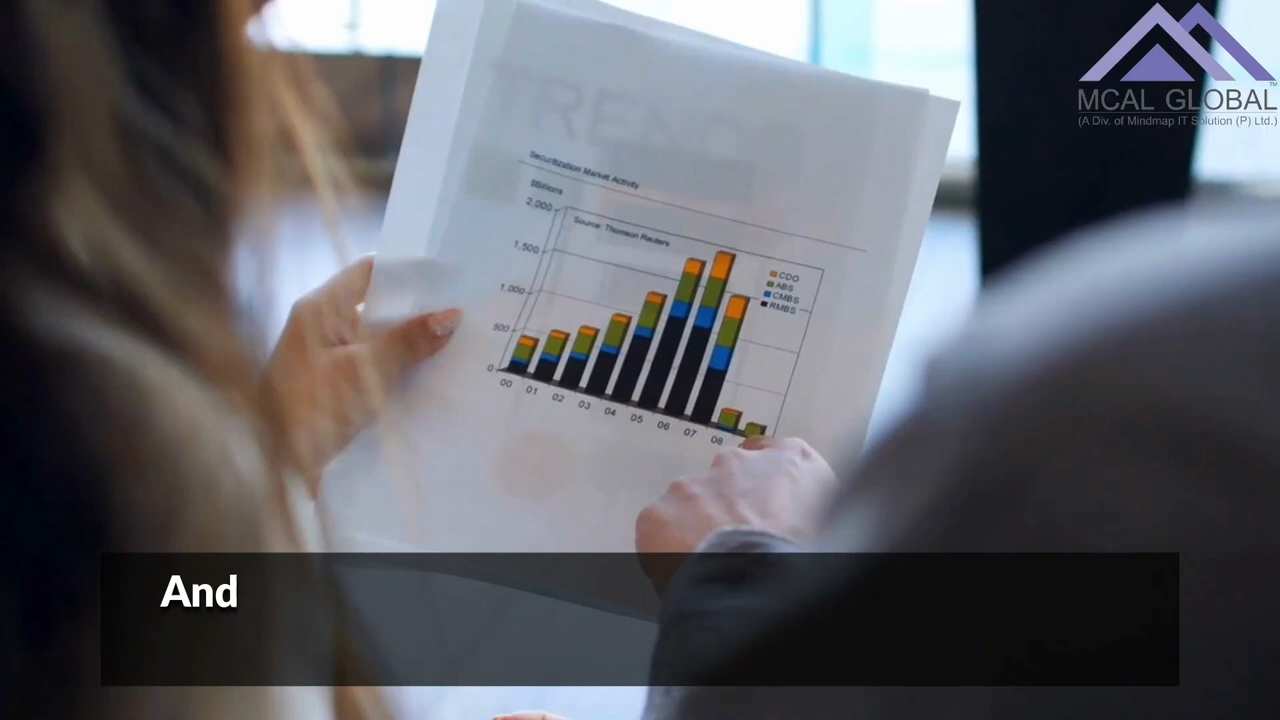 MCAL GLOBAL
(A Div. of Mindmap IT Solution (P) Ltd.)
TREND
Securitization Market Activity
$Billions
2,000
Source: Thomson Reuters
1,500
CDO
ABS
1,000
CMBS
RMBS
500
0
00 01 02 03 04 05 06 07 08
And